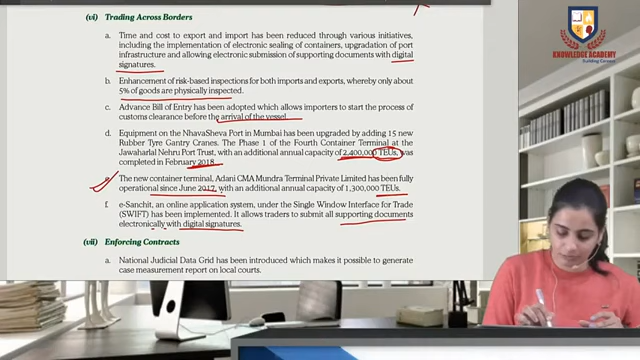 (vi) Trading Across Borders
a. Time and cost to export and import has been reduced through various initiatives,
including the implementation of electronic sealing of containers, upgradation of port
infrastructure and allowing electronic submission of supporting documents with digital
signatures.
b. Enhancement of risk-based inspections for both imports and exports, whereby only about
5% of goods are physically inspected.
c. Advance Bill of Entry has been adopted which allows importers to start the process of
customs clearance before the arrival of the vessel.
d. Equipment on the NhavaSheva Port in Mumbai has been upgraded by adding 15 new
Rubber Tyre Gantry Cranes. The Phase 1 of the Fourth Container Terminal at the
Jawaharlal Nehru Port Trust, with an additional annual capacity of 2,400,000 TEUs, was
completed in February 2018.
e. The new container terminal, Adani CMA Mundra Terminal Private Limited has been fully
operational since June 2017, with an additional annual capacity of 1,300,000 TEUs.
f. e-Sanchit, an online application system, under the Single Window Interface for Trade
(SWIFT) has been implemented. It allows traders to submit all supporting documents
electronically with digital signatures.
(vii) Enforcing Contracts
a. National Judicial Data Grid has been introduced which makes it possible to generate
case measurement report on local courts.
KNOWLEDGE ACADEMY
Building Career